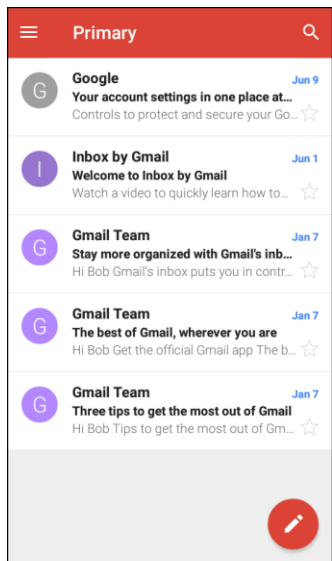 Primary
G
Google
Jun 9
Your account settings in one place at...
Controls to protect and secure your Go...
I
Inbox by Gmail
Jun 1
Welcome to Inbox by Gmail
Watch a video to quickly learn how to...
G
Gmail Team
Jan 7
Stay more organized with Gmail's inb...
Hi Bob Gmail's inbox puts you in contr...
G
Gmail Team
Jan 7
The best of Gmail, wherever you are
Hi Bob Get the official Gmail app The b...
G
Gmail Team
Jan 7
Three tips to get the most out of Gmail
Hi Bob Tips to get the most out of Gm...